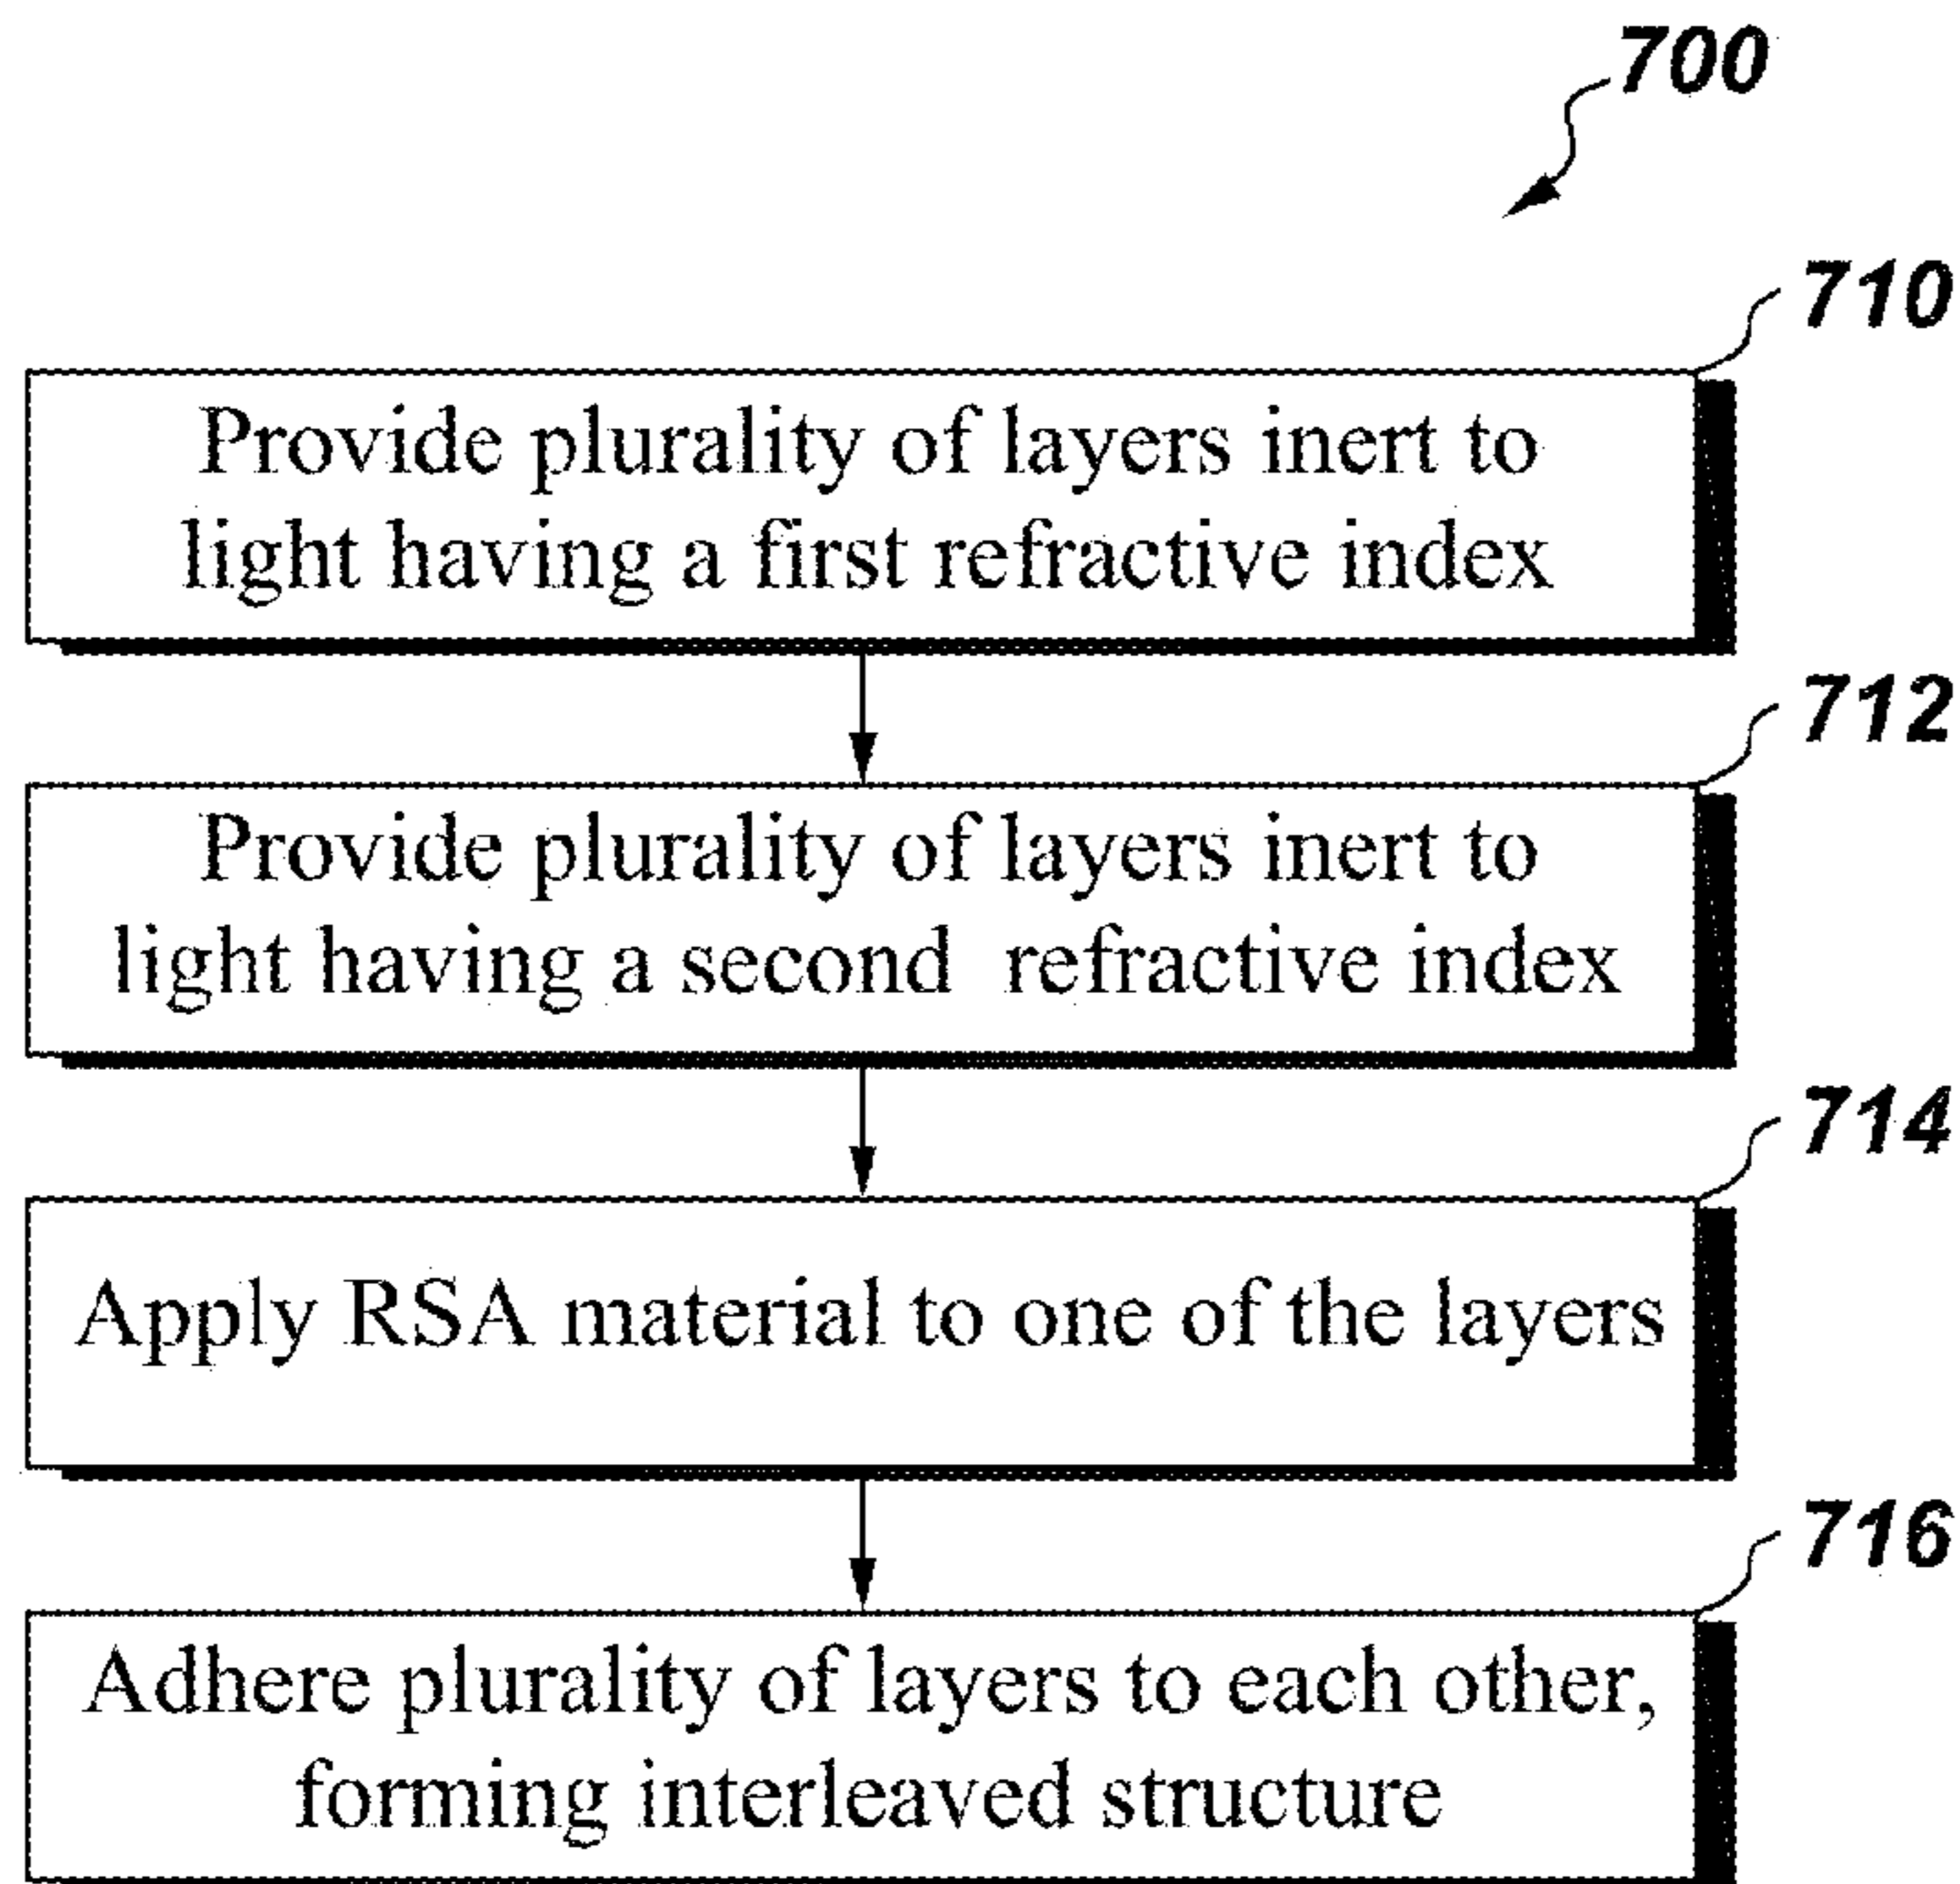 700
710
Provide plurality of layers inert to
light having a first refractive index
712
Provide plurality of layers inert to
light having a second refractive index
714
Apply RSA material to one of the layers
716
Adhere plurality of layers to each other,
forming interleaved structure